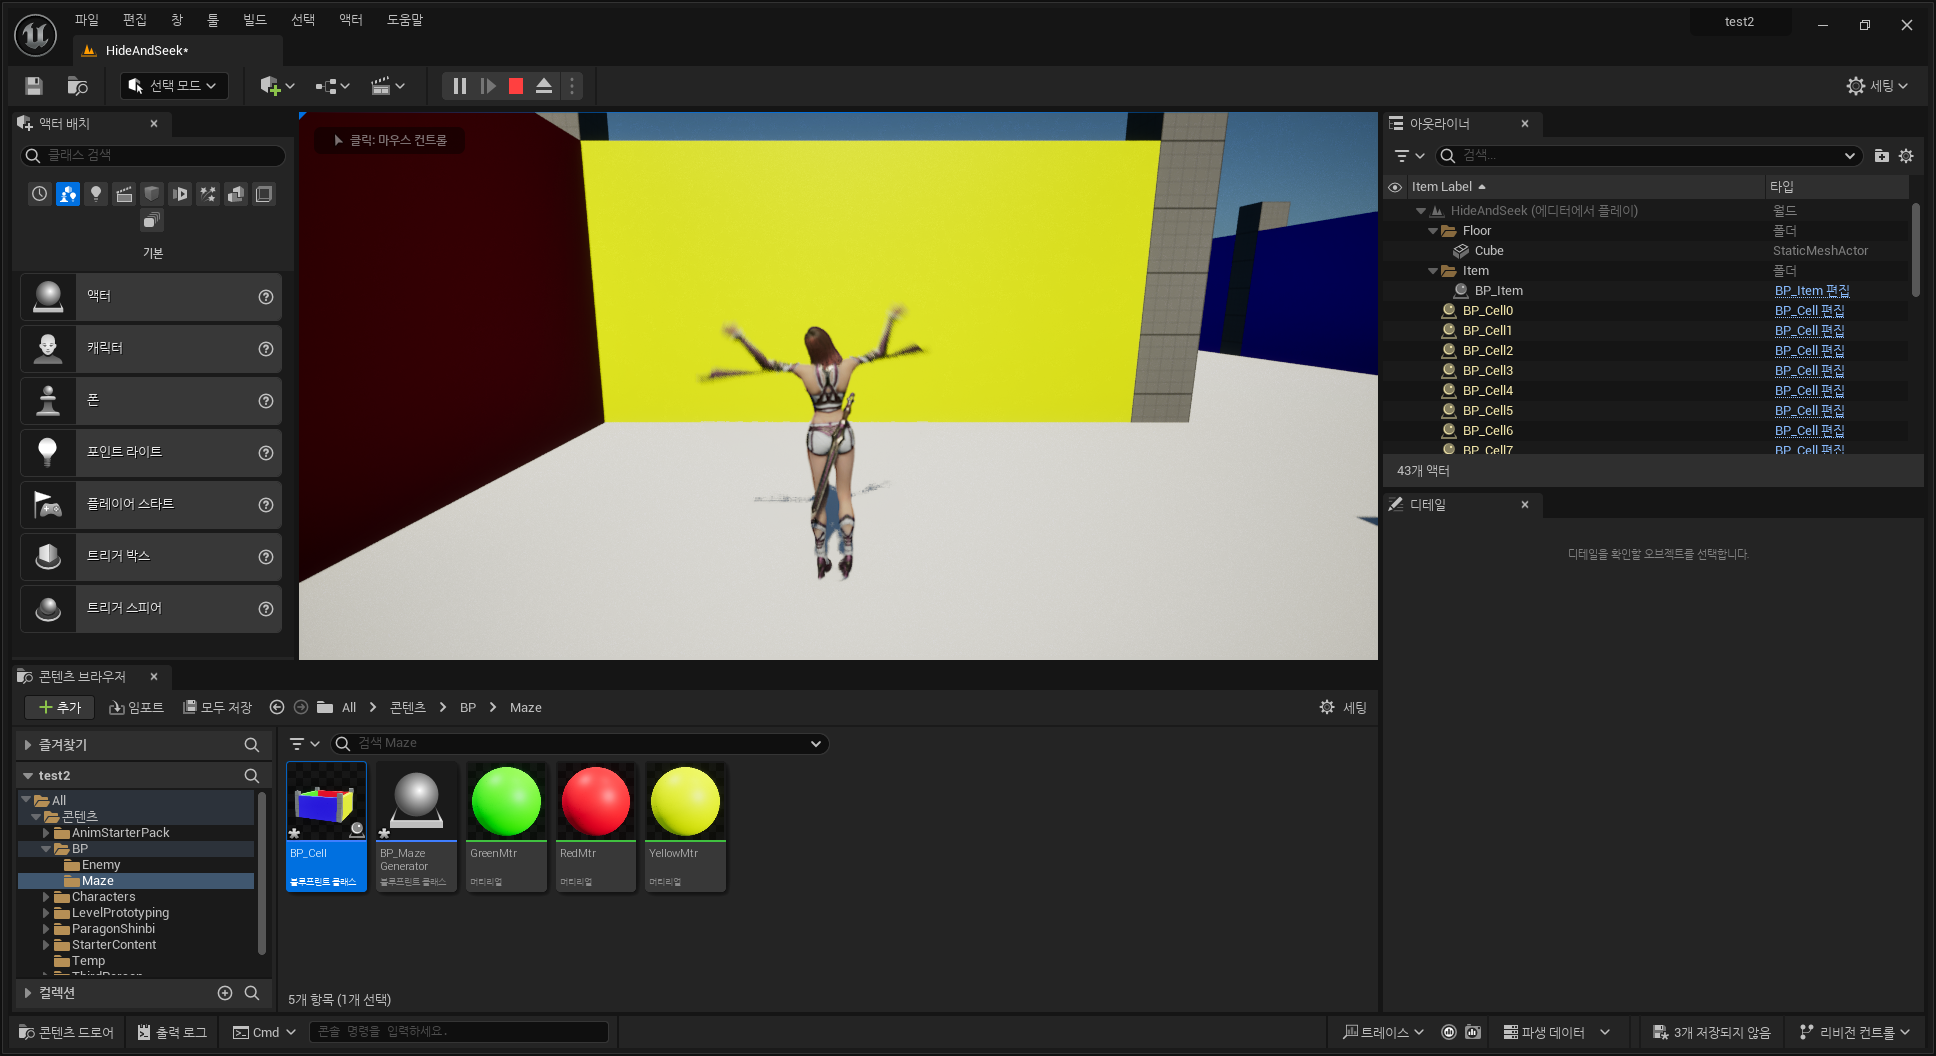 파일 편집 창 툴 빌드 선택 액터 도움말
test2
HideAndSeek*
선택 모드
세팅
액터 배치
클래스 검색
기본
액터
캐릭터
폰
포인트 라이트
플레이어 스타트
트리거 박스
트리거 스피어
클릭: 마우스 컨트롤
아웃라이너
검색...
Item Label 타입
HideAndSeek (에디터에서 플레이) 월드
Floor 폴더
Cube StaticMeshActor
Item 폴더
BP_Item BP_Item 편집
BP_Cell0 BP_Cell 편집
BP_Cell1 BP_Cell 편집
BP_Cell2 BP_Cell 편집
BP_Cell3 BP_Cell 편집
BP_Cell4 BP_Cell 편집
BP_Cell5 BP_Cell 편집
BP_Cell6 BP_Cell 편집
BP_Cell7 BP_Cell 편집
43개 액터
디테일
디테일을 확인할 오브젝트를 선택합니다.
콘텐츠 브라우저
추가 임포트 모두 저장 All 콘텐츠 BP Maze 세팅
즐겨찾기
test2
All
콘텐츠
AnimStarterPack
BP
Enemy
Maze
Characters
LevelPrototyping
ParagonShinbi
StarterContent
Temp
ThirdPerson
컬렉션
검색 Maze
BP_Cell
블루프린트 클래스
BP_Maze
Generator
블루프린트 클래스
GreenMtr
머티리얼
RedMtr
머티리얼
YellowMtr
머티리얼
5개 항목 (1개 선택)
콘텐츠 드로어 출력 로그 Cmd 콘솔 명령을 입력하세요. 트레이스 파생 데이터 3개 저장되지 않음 리비전 컨트롤